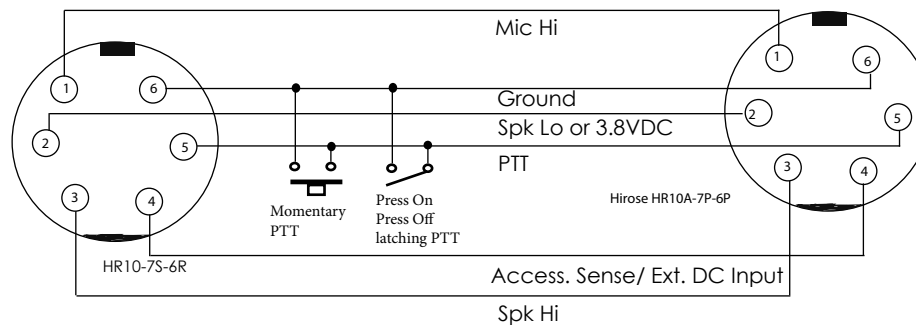 Mic Hi
1
6
Ground
2
Spk Lo or 3.8VDC
5
PTT
3
4
Momentary
PTT
Press On
Press Off
latching PTT
HR10-7S-6R
1
6
2
5
3
4
Hirose HR10A-7P-6P
Access. Sense/ Ext. DC Input
Spk Hi